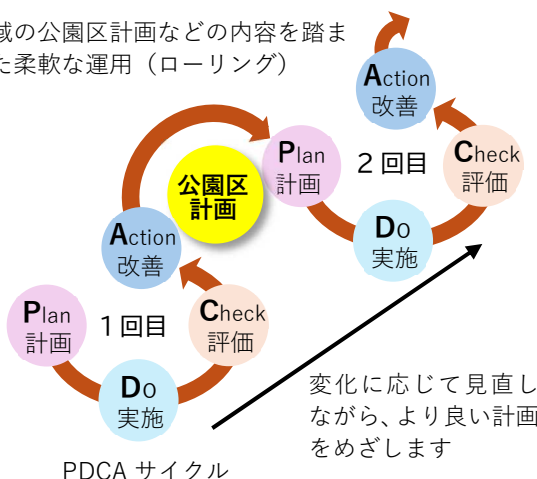 域の公園区計画などの内容を踏ま
た柔軟な運用（ローリング）
Action
改善
Plan
計画
2回目
Check
評価
公園区
計画
Do
実施
Action
改善
Plan
計画
1回目
Check
評価
Do
実施
変化に応じて見直し
ながら、より良い計画
をめざします
PDCA サイクル